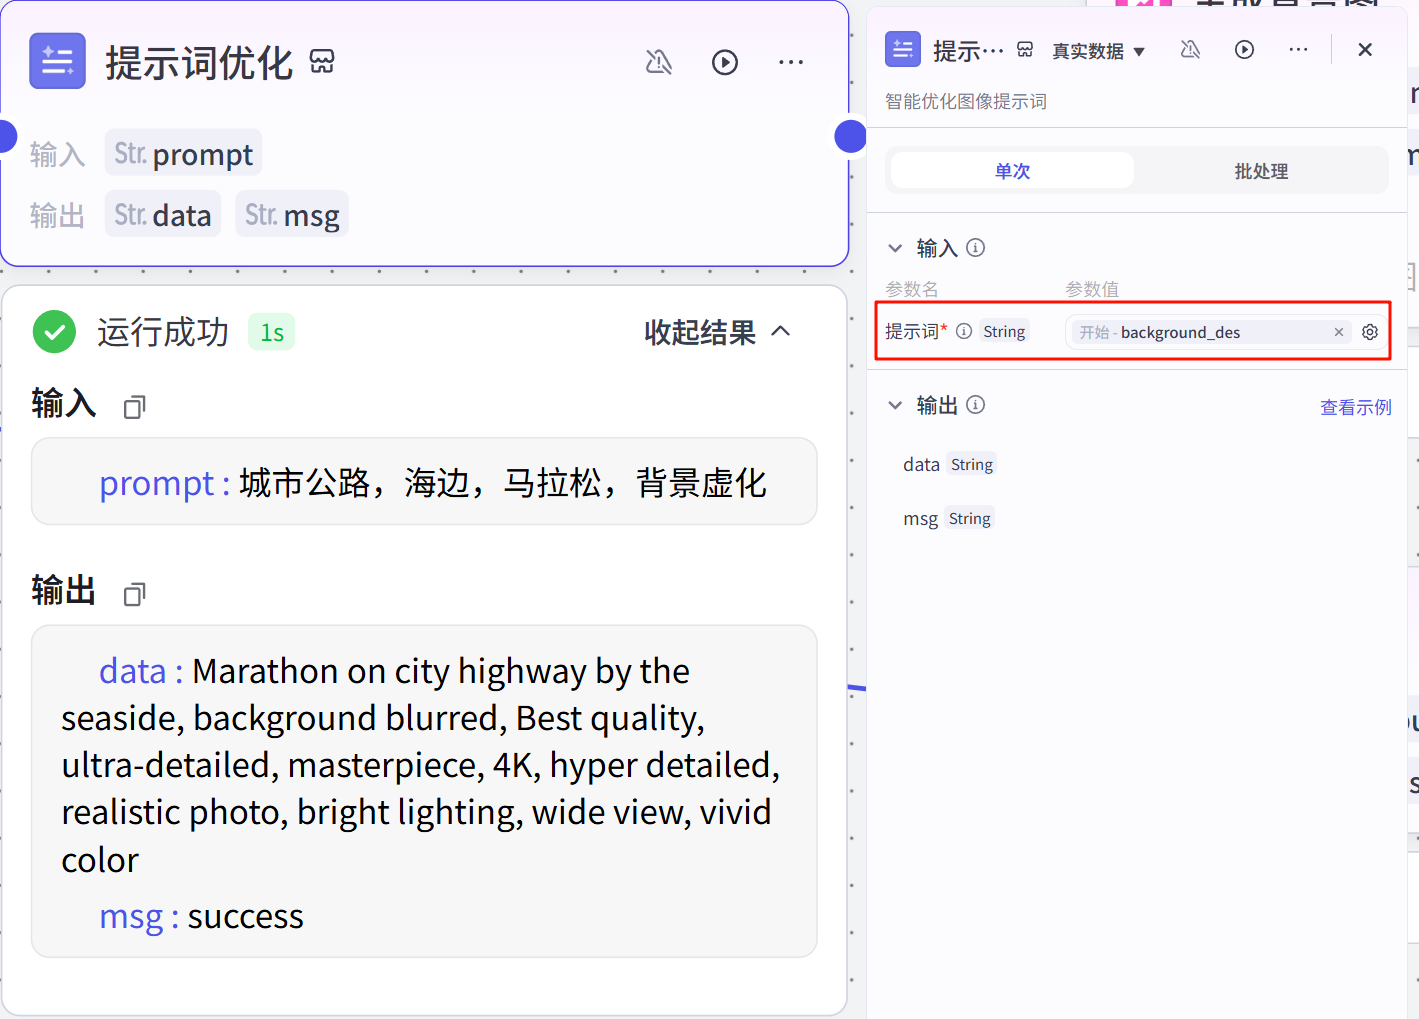 提示词优化
输入 Str. prompt
输出 Str. data Str. msg
运行成功 1s 收起结果
输入
prompt : 城市公路，海边，马拉松，背景虚化
输出
data : Marathon on city highway by the
seaside, background blurred, Best quality,
ultra-detailed, masterpiece, 4K, hyper detailed,
realistic photo, bright lighting, wide view, vivid
color
msg : success
提示… 真实数据
智能优化图像提示词
单次 批处理
输入
参数名 参数值
提示词* String 开始 - background_des
输出 查看示例
data String
msg String